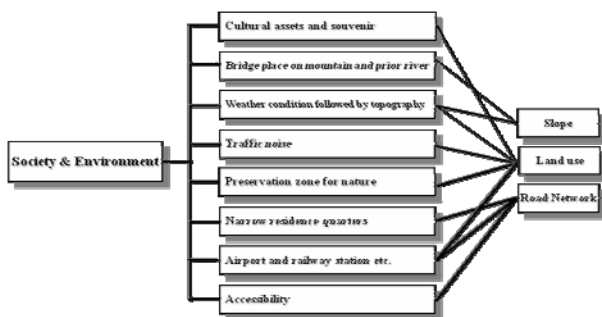 Cultural assets and souvenir
Bridge place on mountain and prior river
Weather condition followed by topography
Slope
Traffic noise
Society & Environment
Land use
Preservation zone for nature
Road Network
Narrow residence quarters
Airport and railway station etc.
Accessibility